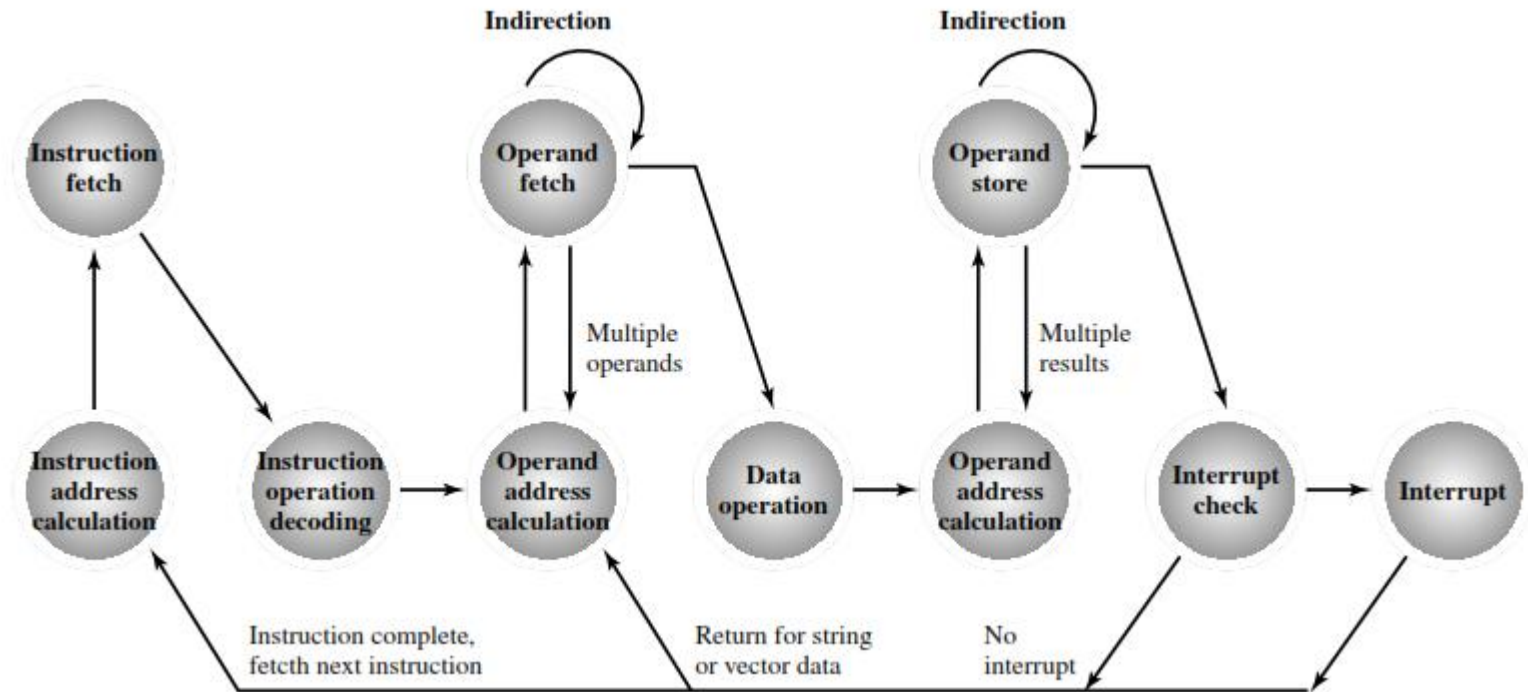 Indirection
Indirection
Instruction
fetch
Operand
fetch
Operand
store
Multiple
operands
Multiple
results
Instruction
address
calculation
Instruction
operation
decoding
Operand
address
calculation
Data
operation
Operand
address
calculation
Interrupt
check
Interrupt
Instruction complete,
fetcth next instruction
Return for string
or vector data
No
interrupt